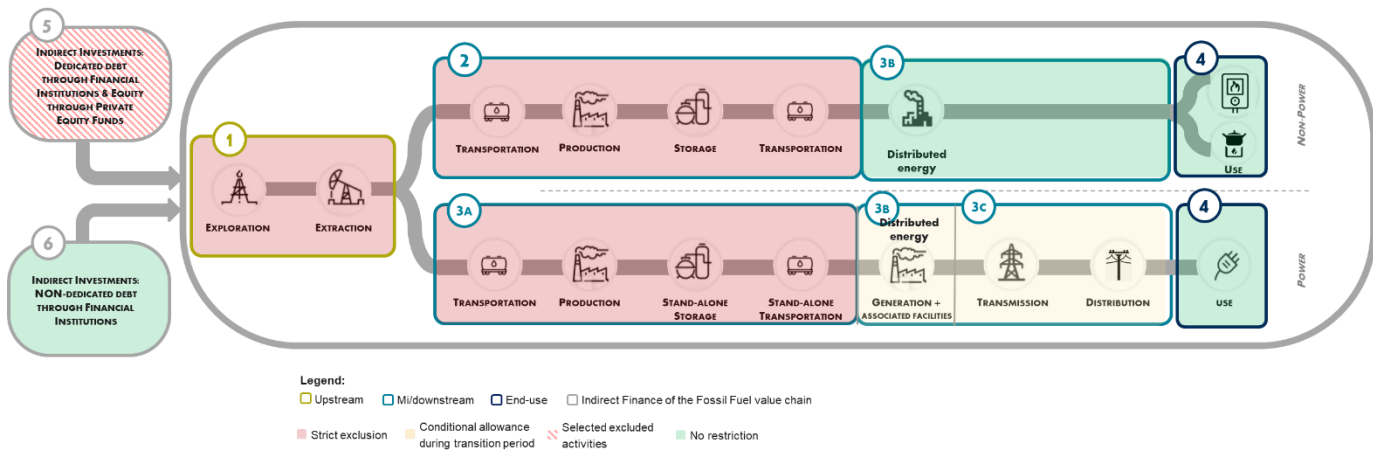 5
INDIRECT INVESTMENTS:
DEDICATED DEBT
THROUGH FINANCIAL
INSTITUTIONS & EQUITY
THROUGH PRIVATE
EQUITY FUNDS
6
INDIRECT INVESTMENTS:
NON-DEDICATED DEBT
THROUGH FINANCIAL
INSTITUTIONS
1
EXPLORATION
EXTRACTION
2
TRANSPORTATION
PRODUCTION
STORAGE
TRANSPORTATION
3B
Distributed
energy
4
USE
NON-POWER
3A
TRANSPORTATION
PRODUCTION
STAND-ALONE
STORAGE
STAND-ALONE
TRANSPORTATION
3B
Distributed
energy
GENERATION +
ASSOCIATED FACILITIES
3C
TRANSMISSION
DISTRIBUTION
4
USE
POWER
Legend:
Upstream
Mi/downstream
End-use
Indirect Finance of the Fossil Fuel value chain
Strict exclusion
Conditional allowance
during transition period
Selected excluded
activities
No restriction